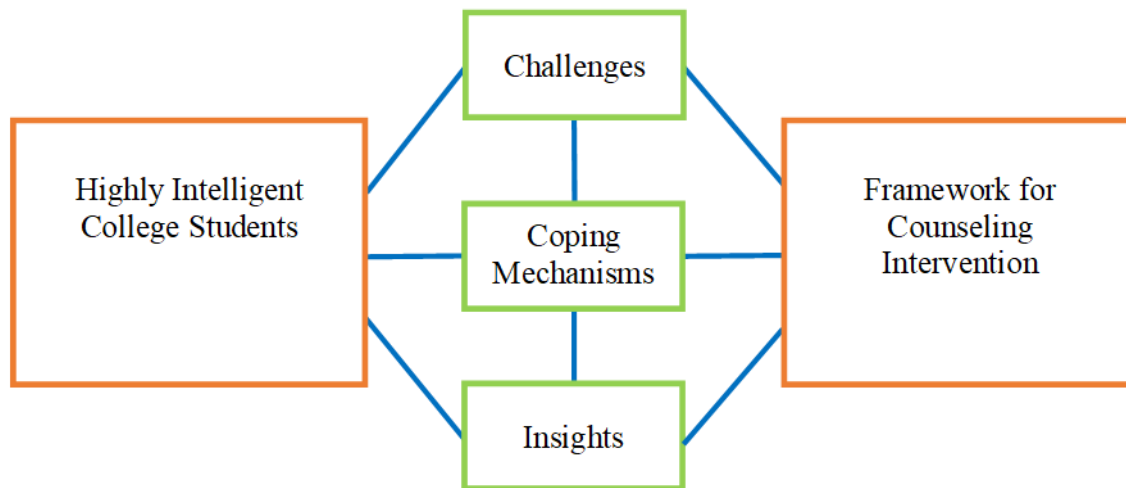 Challenges
Highly Intelligent
College Students
Coping
Mechanisms
Framework for
Counseling
Intervention
Insights